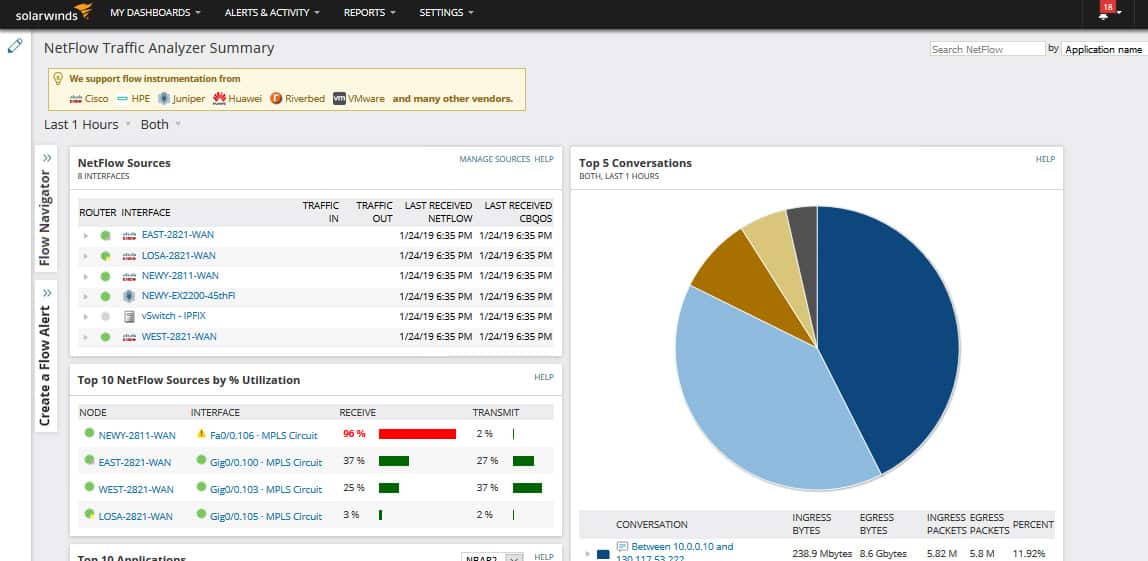 solarwinds MY DASHBOARDS ALERTS & ACTIVITY REPORTS SETTINGS 18
NetFlow Traffic Analyzer Summary
Search NetFlow by Application name
We support flow instrumentation from
Cisco HPE Juniper Huawei Riverbed vm VMware and many other vendors.
Last 1 Hours Both
Flow Navigator
Create a Flow Alert
NetFlow Sources MANAGE SOURCES HELP
8 INTERFACES
ROUTER INTERFACE TRAFFIC IN TRAFFIC OUT LAST RECEIVED NETFLOW LAST RECEIVED CBQOS
EAST-2821-WAN 1/24/19 6:35 PM 1/24/19 6:35 PM
LOSA-2821-WAN 1/24/19 6:35 PM 1/24/19 6:35 PM
NEWY-2811-WAN 1/24/19 6:35 PM 1/24/19 6:35 PM
NEWY-EX2200-45thFl 1/24/19 6:35 PM 1/24/19 6:35 PM
vSwitch - IPFIX 1/24/19 6:35 PM 1/24/19 6:35 PM
WEST-2821-WAN 1/24/19 6:35 PM 1/24/19 6:35 PM
Top 10 NetFlow Sources by % Utilization HELP
NODE INTERFACE RECEIVE TRANSMIT
NEWY-2811-WAN Fa0/0.106 · MPLS Circuit 96 % 2 %
EAST-2821-WAN Gig0/0.100 · MPLS Circuit 37 % 27 %
WEST-2821-WAN Gig0/0.103 · MPLS Circuit 25 % 37 %
LOSA-2821-WAN Gig0/0.105 · MPLS Circuit 3 % 2 %
Top 10 Applications NBAR2 HELP
Top 5 Conversations HELP
BOTH, LAST 1 HOURS
CONVERSATION INGRESS BYTES EGRESS BYTES INGRESS PACKETS EGRESS PACKETS PERCENT
Between 10.0.0.10 and 238.9 Mbytes 8.6 Gbytes 5.82 M 5.8 M 11.92%
130.117.53.222